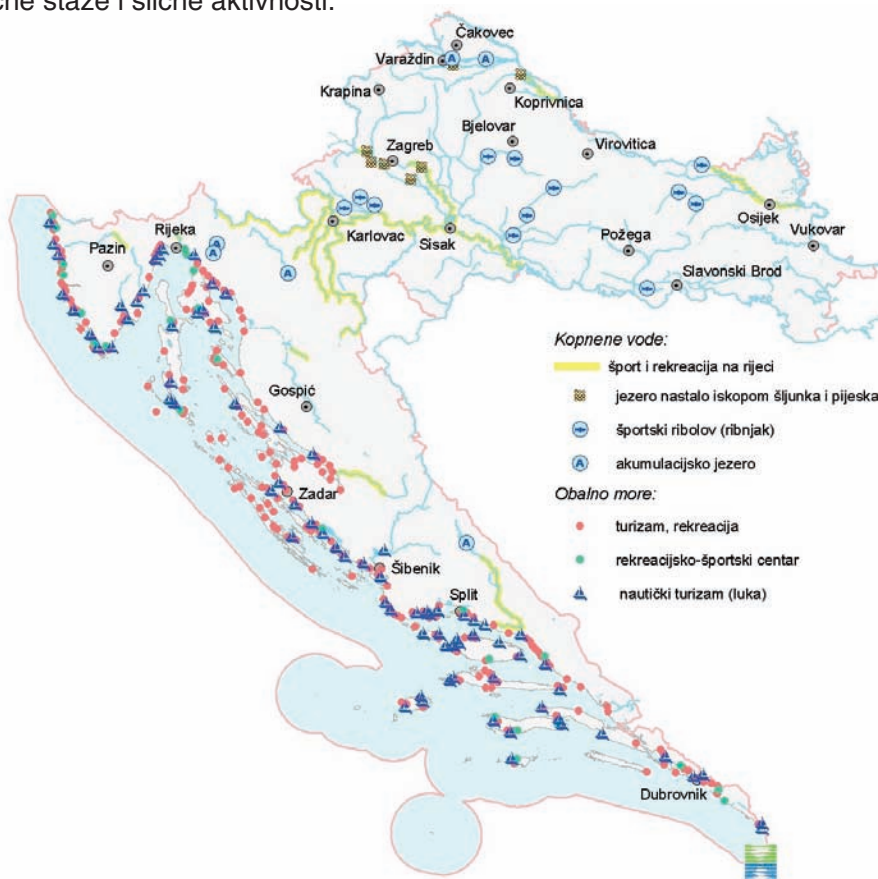 čne staze i slične aktivnosti.
Čakovec
Varaždin
Krapina
Koprivnica
Bjelovar
Zagreb
Virovitica
Rijeka
Pazin
Karlovac
Sisak
Osijek
Požega
Vukovar
Slavonski Brod
Kopnene vode:
šport i rekreacija na rijeci
jezero nastalo iskopom šljunka i pijeska
športski ribolov (ribnjak)
A akumulacijsko jezero
Obalno more:
turizam, rekreacija
rekreacijsko-športski centar
nautički turizam (luka)
Gospić
Zadar
Šibenik
Split
Dubrovnik